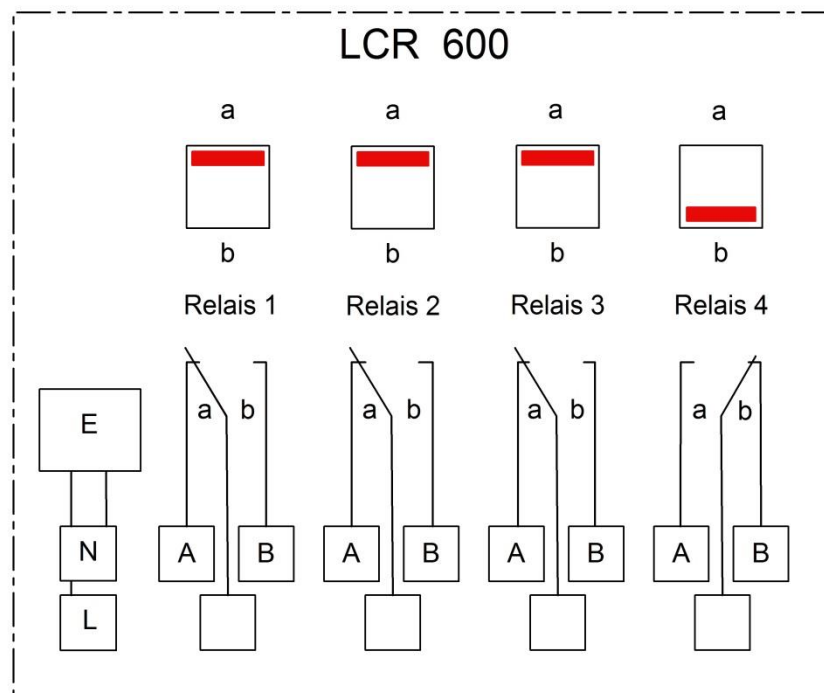 LCR 600
a a a a
b b b b
Relais 1 Relais 2 Relais 3 Relais 4
E a b a b a b a b
N A B A B A B A B
L